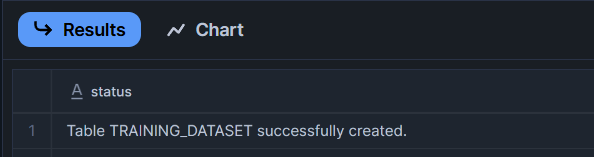 Results Chart
A status
1 Table TRAINING_DATASET successfully created.